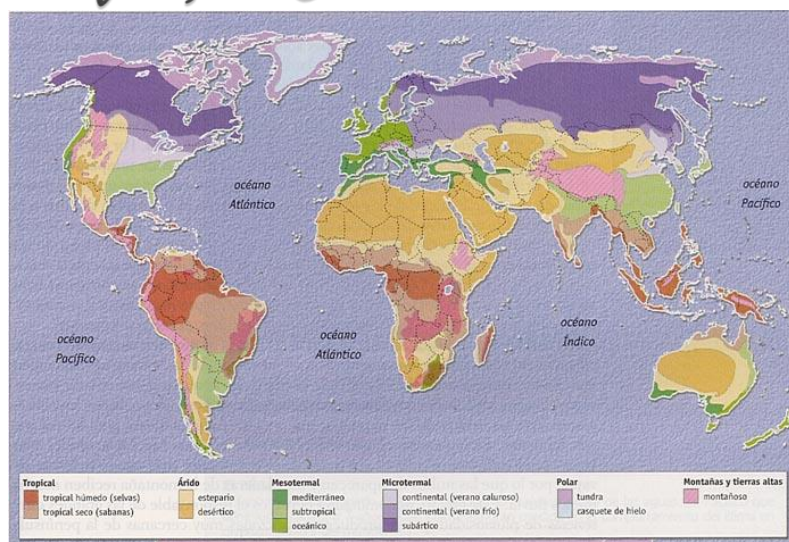 océano
Atlántico
océano
Pacífico
océano
Pacífico
océano
Atlántico
océano
Índico
Tropical
tropical húmedo (selvas)
tropical seco (sabanas)
Árido
estepario
desértico
Mesotermal
mediterráneo
subtropical
oceánico
Microtermal
continental (verano caluroso)
continental (verano frío)
subártico
Polar
tundra
casquete de hielo
Montañas y tierras altas
montañoso